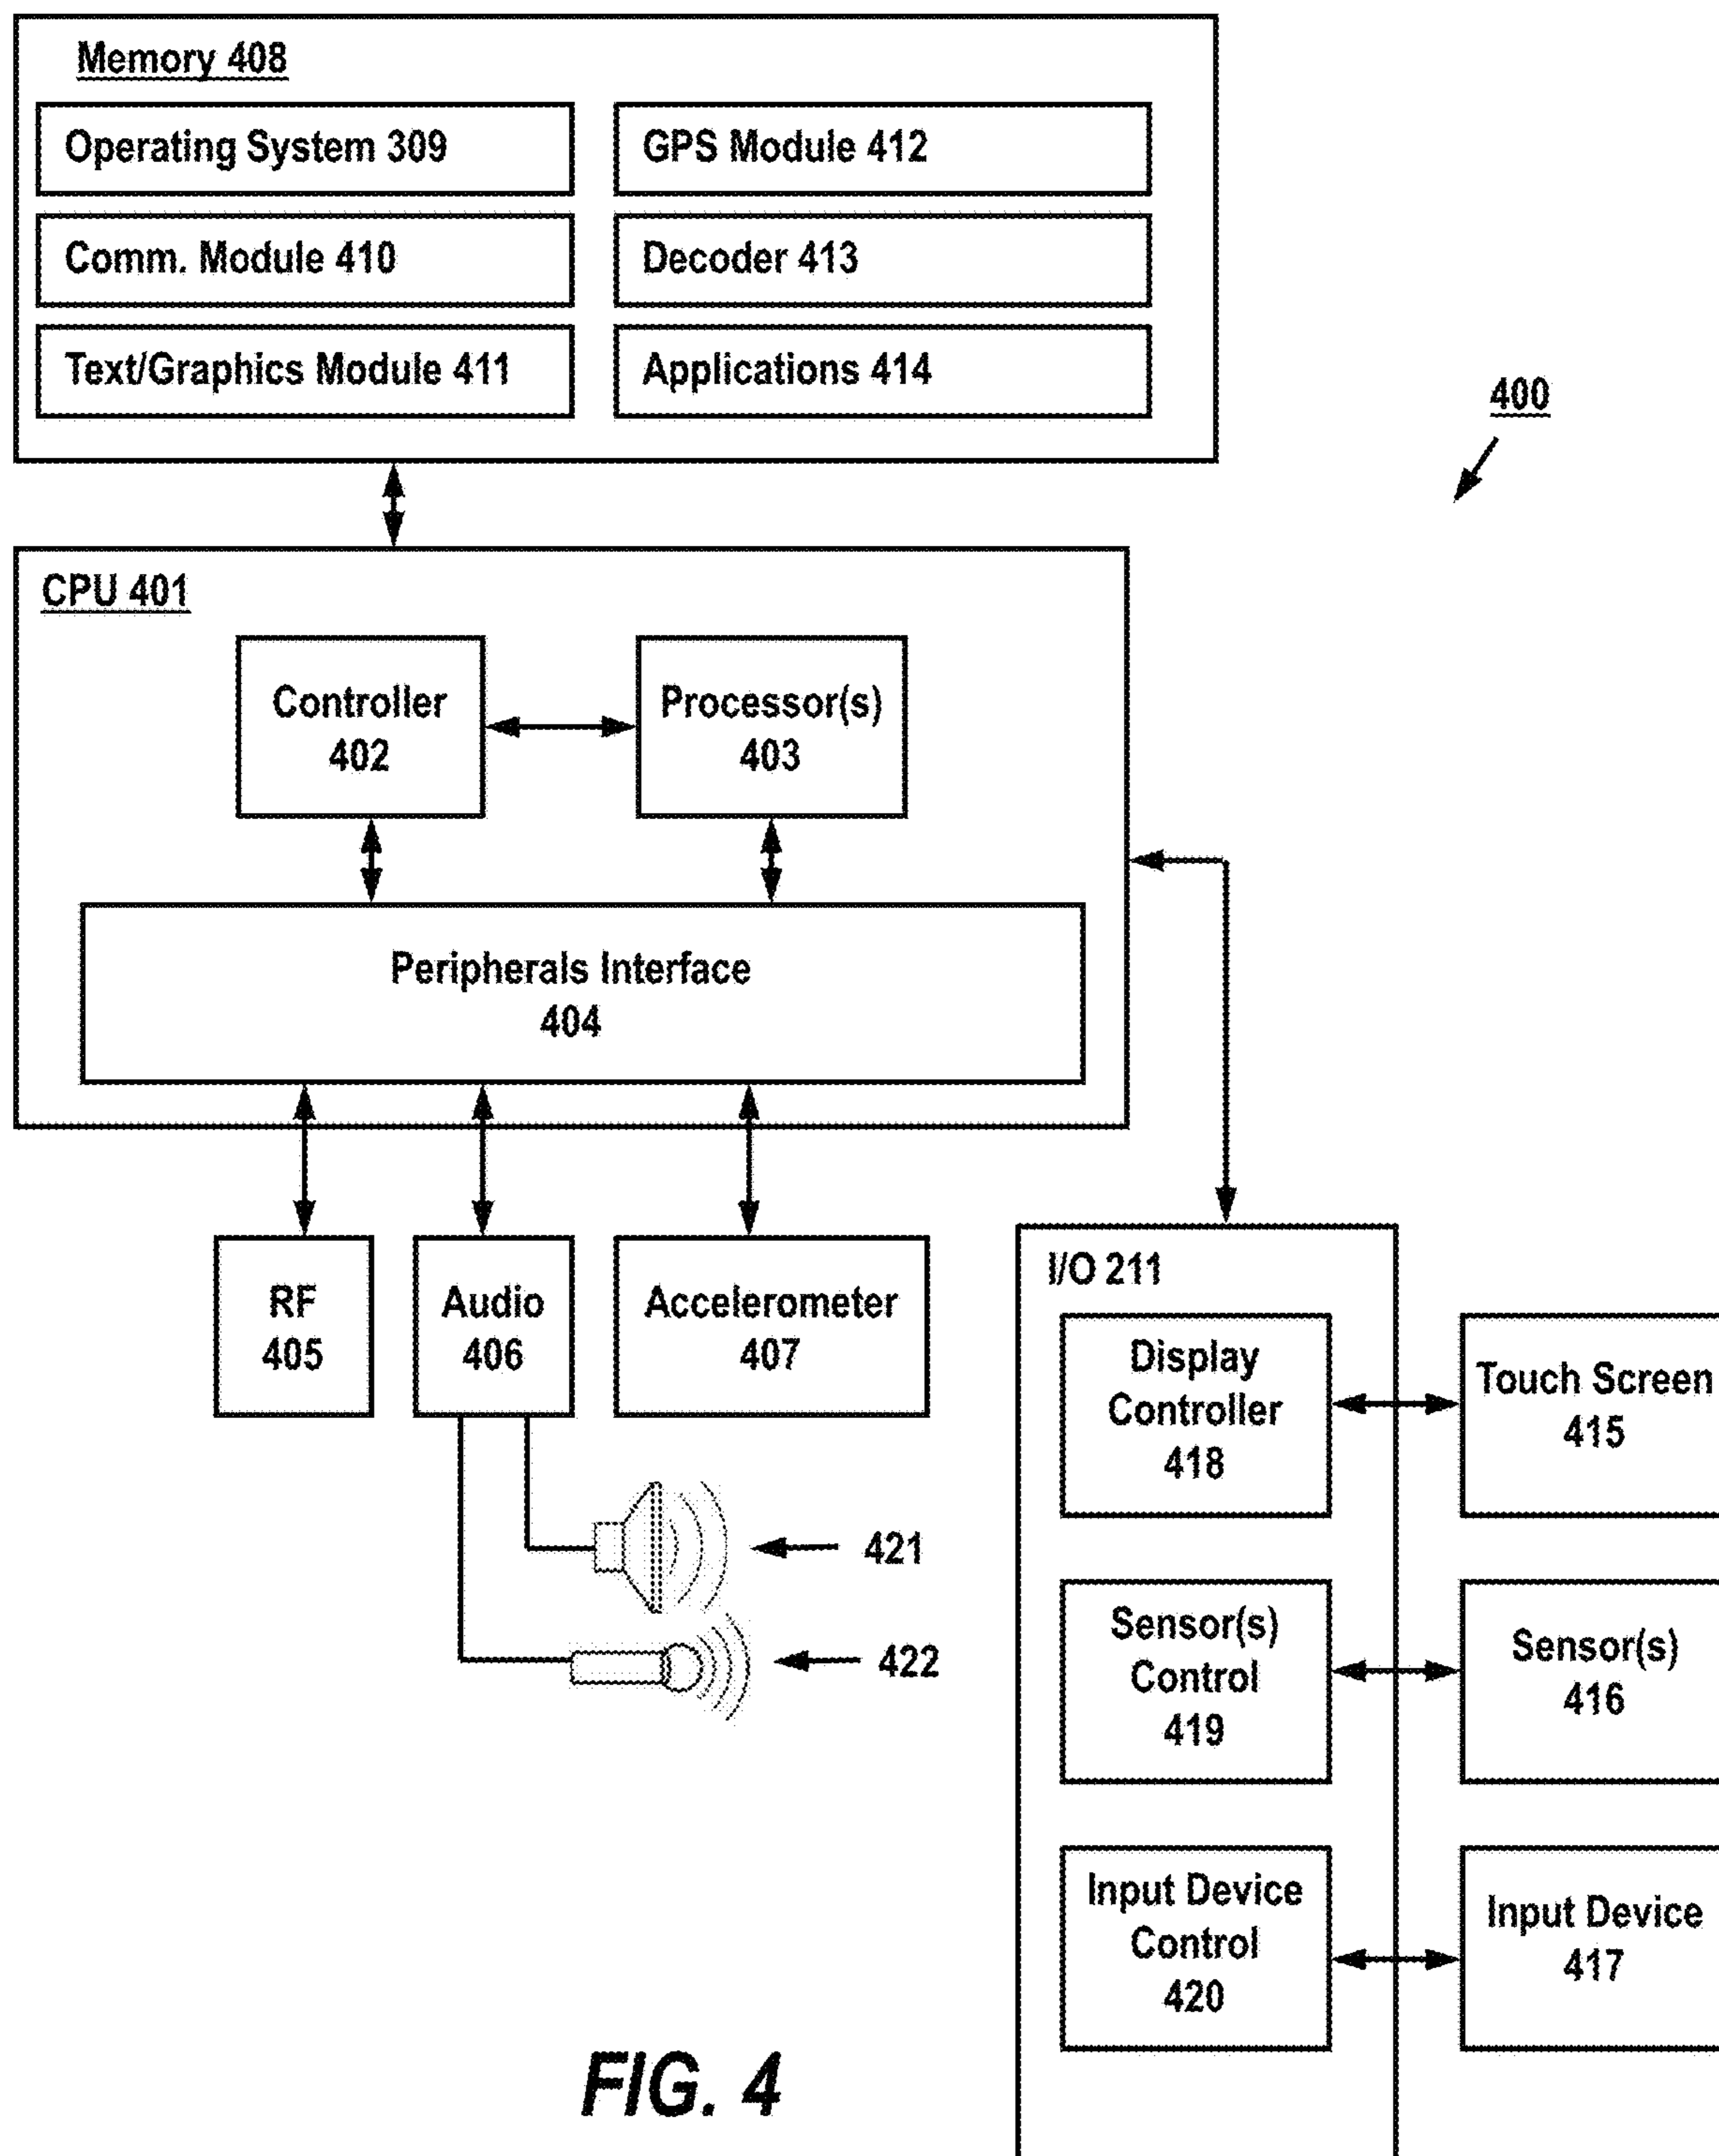 Memory 408
Operating System 309
GPS Module 412
Comm. Module 410
Decoder 413
Text/Graphics Module 411
Applications 414
400
CPU 401
Controller
402
Processor(s)
403
Peripherals Interface
404
RF
405
Audio
406
Accelerometer
407
421
422
I/O 211
Display
Controller
418
Touch Screen
415
Sensor(s)
Control
419
Sensor(s)
416
Input Device
Control
420
Input Device
417
FIG. 4